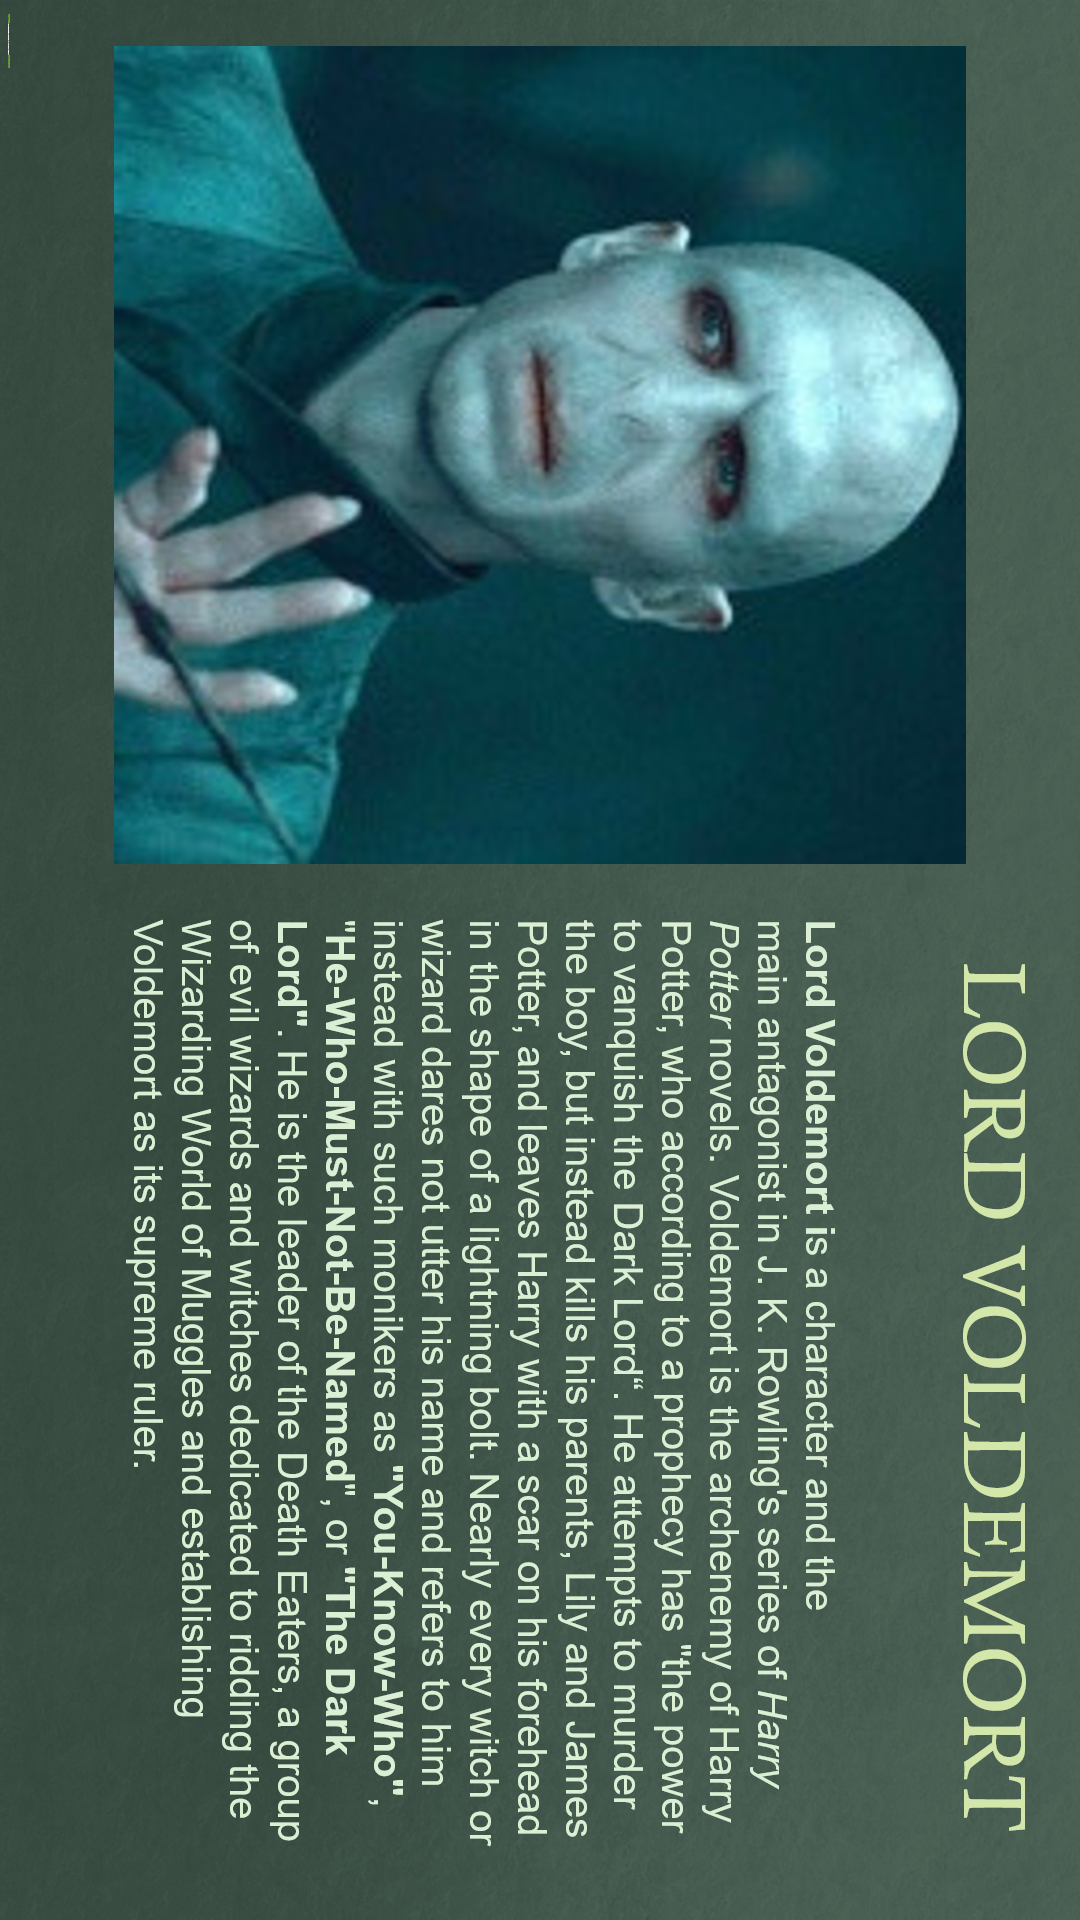 LORD VOLDEMORT
Lord Voldemort is a character and the
main antagonist in J. K. Rowling's series of Harry
Potter novels. Voldemort is the archenemy of Harry
Potter, who according to a prophecy has "the power
to vanquish the Dark Lord“. He attempts to murder
the boy, but instead kills his parents, Lily and James
Potter, and leaves Harry with a scar on his forehead
in the shape of a lightning bolt. Nearly every witch or
wizard dares not utter his name and refers to him
instead with such monikers as "You-Know-Who",
"He-Who-Must-Not-Be-Named", or "The Dark
Lord". He is the leader of the Death Eaters, a group
of evil wizards and witches dedicated to ridding the
Wizarding World of Muggles and establishing
Voldemort as its supreme ruler.